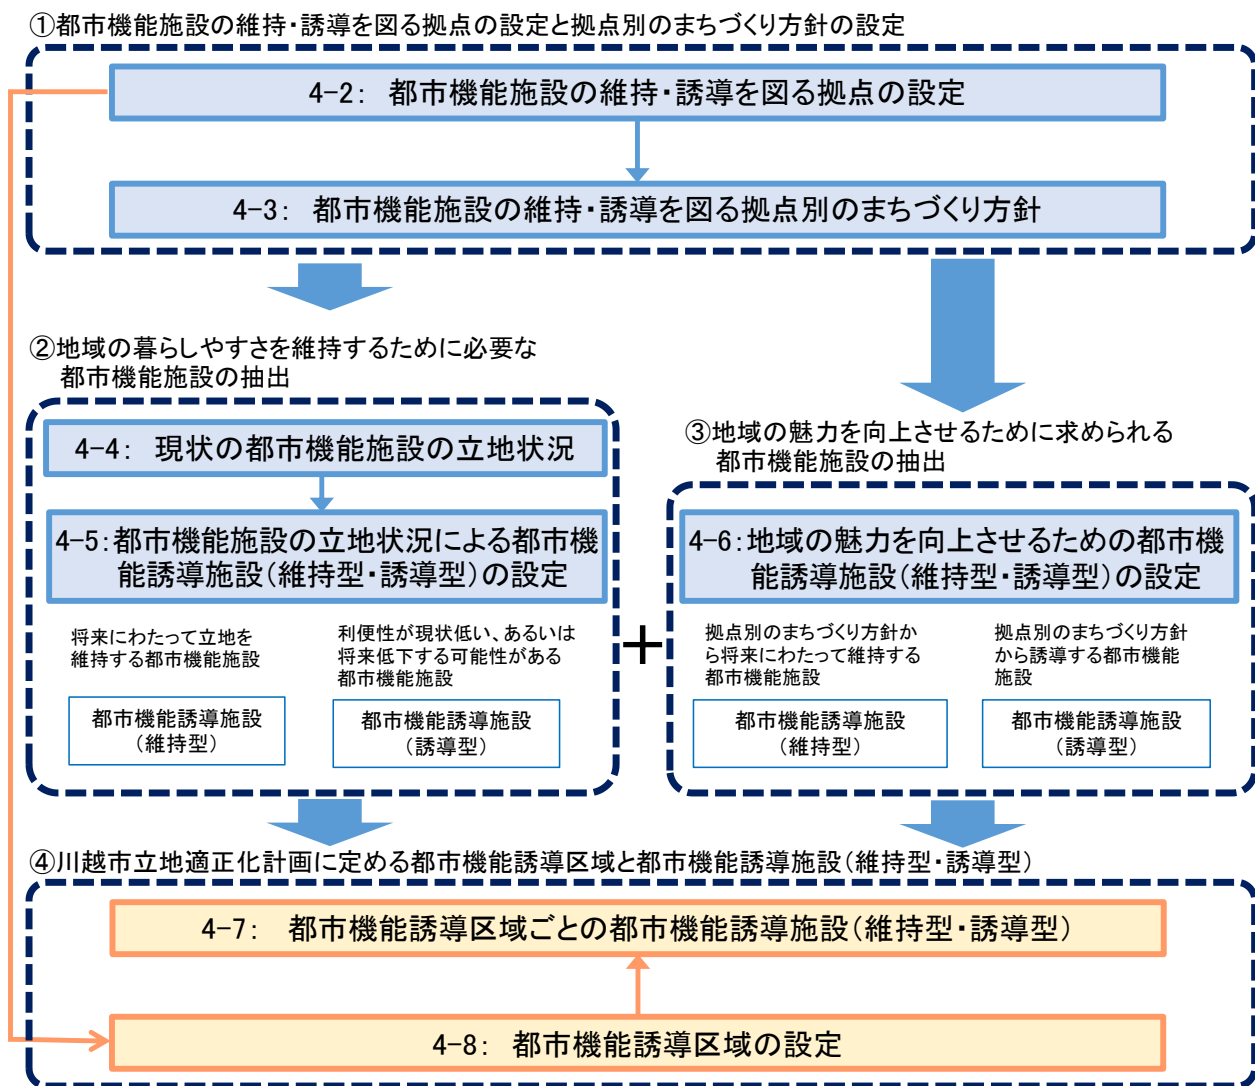 ①都市機能施設の維持・誘導を図る拠点の設定と拠点別のまちづくり方針の設定
4-2： 都市機能施設の維持・誘導を図る拠点の設定
4-3： 都市機能施設の維持・誘導を図る拠点別のまちづくり方針
②地域の暮らしやすさを維持するために必要な
都市機能施設の抽出
4-4： 現状の都市機能施設の立地状況
4-5：都市機能施設の立地状況による都市機
能誘導施設（維持型・誘導型）の設定
将来にわたって立地を
維持する都市機能施設
都市機能誘導施設
（維持型）
利便性が現状低い、あるいは
将来低下する可能性がある
都市機能施設
都市機能誘導施設
（誘導型）
＋
③地域の魅力を向上させるために求められる
都市機能施設の抽出
4-6：地域の魅力を向上させるための都市機
能誘導施設（維持型・誘導型）の設定
拠点別のまちづくり方針か
ら将来にわたって維持する
都市機能施設
都市機能誘導施設
（維持型）
拠点別のまちづくり方針
から誘導する都市機能
施設
都市機能誘導施設
（誘導型）
④川越市立地適正化計画に定める都市機能誘導区域と都市機能誘導施設（維持型・誘導型）
4-7： 都市機能誘導区域ごとの都市機能誘導施設（維持型・誘導型）
4-8： 都市機能誘導区域の設定